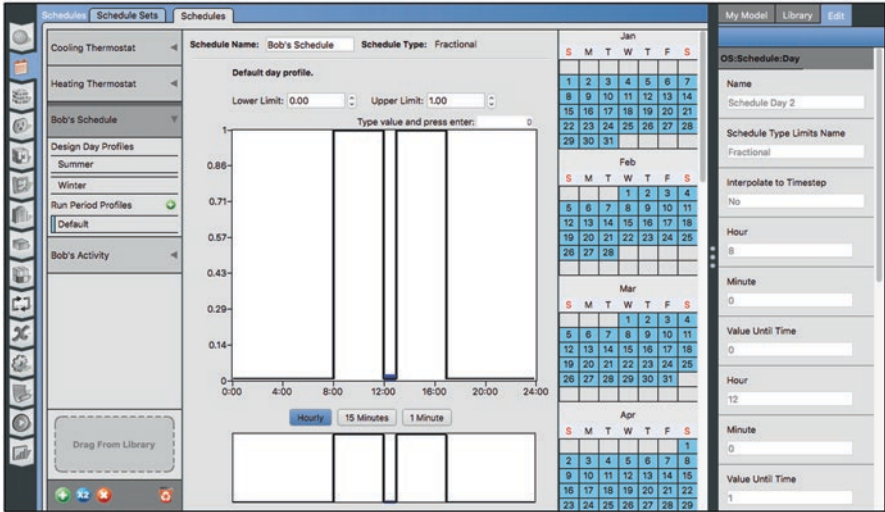 Schedules
Schedule Sets
Schedules
My Model
Library
Edit
Cooling Thermostat
Heating Thermostat
Bob's Schedule
Design Day Profiles
Summer
Winter
Run Period Profiles
Default
Bob's Activity
Drag From Library
X2
Schedule Name: Bob's Schedule Schedule Type: Fractional
Default day profile.
Lower Limit: 0.00 Upper Limit: 1.00
Type value and press enter: 0
1
0.86
0.71
0.57
0.43
0.29
0.14
0
0:00 4:00 8:00 12:00 16:00 20:00 24:00
Hourly 15 Minutes 1 Minute
Jan
S M T W T F S
1 2 3 4 5 6 7
8 9 10 11 12 13 14
15 16 17 18 19 20 21
22 23 24 25 26 27 28
29 30 31
Feb
S M T W T F S
1 2 3 4
5 6 7 8 9 10 11
12 13 14 15 16 17 18
19 20 21 22 23 24 25
26 27 28
Mar
S M T W T F S
1 2 3 4
5 6 7 8 9 10 11
12 13 14 15 16 17 18
19 20 21 22 23 24 25
26 27 28 29 30 31
Apr
S M T W T F S
1
2 3 4 5 6 7 8
9 10 11 12 13 14 15
16 17 18 19 20 21 22
23 24 25 26 27 28 29
OS:Schedule:Day
Name
Schedule Day 2
Schedule Type Limits Name
Fractional
Interpolate to Timestep
No
Hour
8
Minute
0
Value Until Time
0
Hour
12
Minute
0
Value Until Time
1